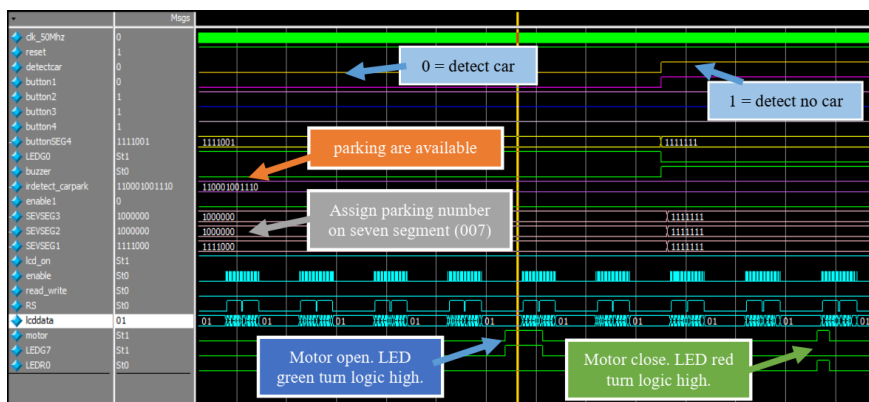 Msgs
clk_50Mhz 0
reset 1
detectcar 0
button1 0
button2 1
button3 1
button4 1
buttonSEG4 1111001 1111001 1111111
LEDG0 St1
buzzer St0
irdetect_carpark 110001001110 110001001110
enable1 0
SEVSEG3 1000000 1000000 1111111
SEVSEG2 1000000 1000000 1111111
SEVSEG1 1111000 1111000 1111111
lcd_on St1
enable St0
read_write St0
RS St0
lcddata 01 01 01 01 01 01 01 01 01 01
motor St1
LEDG7 St1
LEDR0 St0
0 = detect car
1 = detect no car
parking are available
Assign parking number
on seven segment (007)
Motor open. LED
green turn logic high.
Motor close. LED red
turn logic high.